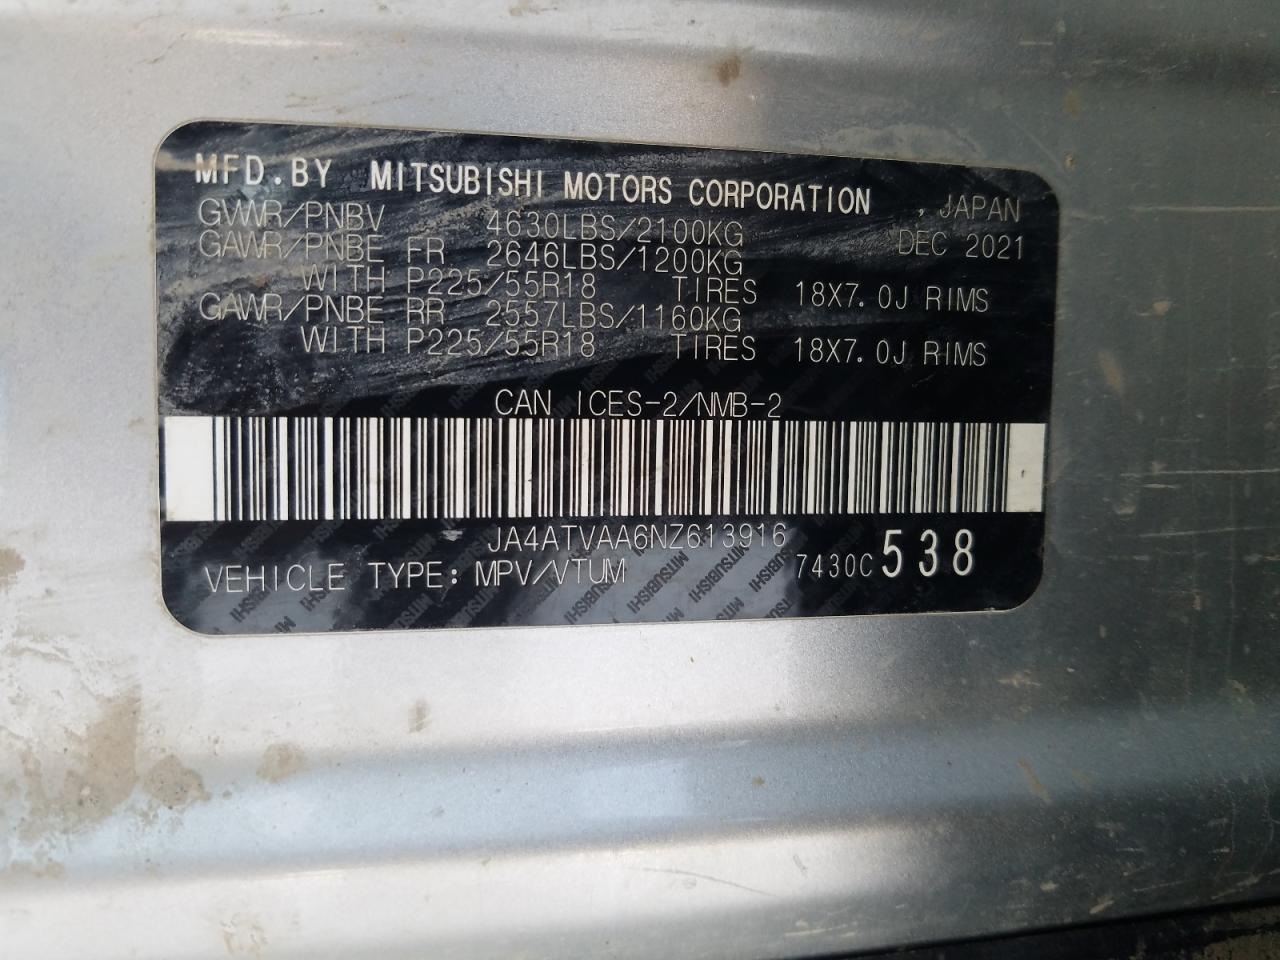 MFD.BY MITSUBISHI MOTORS CORPORATION , JAPAN
GVWR/PNBV 4630LBS/2100KG DEC 2021
GAWR/PNBE FR 2646LBS/1200KG
WITH P225/55R18 TIRES 18X7.0J RIMS
GAWR/PNBE RR 2557LBS/1160KG
WITH P225/55R18 TIRES 18X7.0J RIMS
CAN ICES-2/NMB-2
JA4ATVAA6NZ613916
VEHICLE TYPE: MPV/VTUM 7430C 538